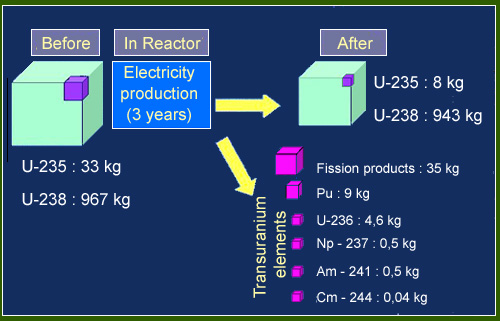 Before
In Reactor
After
Electricity
production
(3 years)
U-235 : 8 kg
U-238 : 943 kg
U-235 : 33 kg
U-238 : 967 kg
Transuranium
elements
Fission products : 35 kg
Pu : 9 kg
U-236 : 4,6 kg
Np - 237 : 0,5 kg
Am - 241 : 0,5 kg
Cm - 244 : 0,04 kg